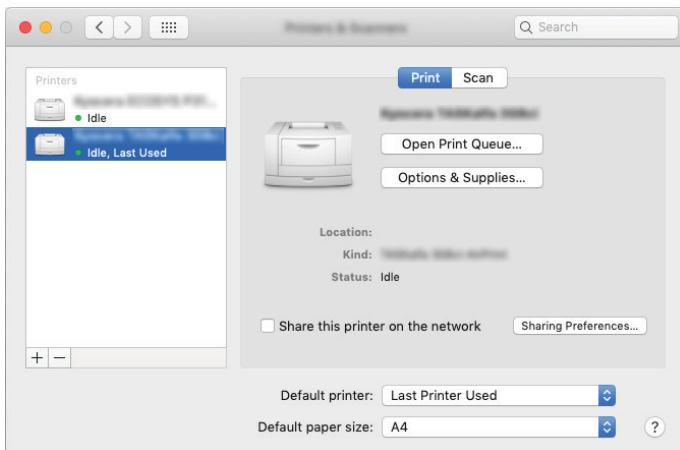 Search
Printers
Print Scan
Idle
Idle, Last Used
Open Print Queue...
Options & Supplies...
Location:
Kind:
Status: Idle
Share this printer on the network
Sharing Preferences...
+ −
Default printer: Last Printer Used
Default paper size: A4
?